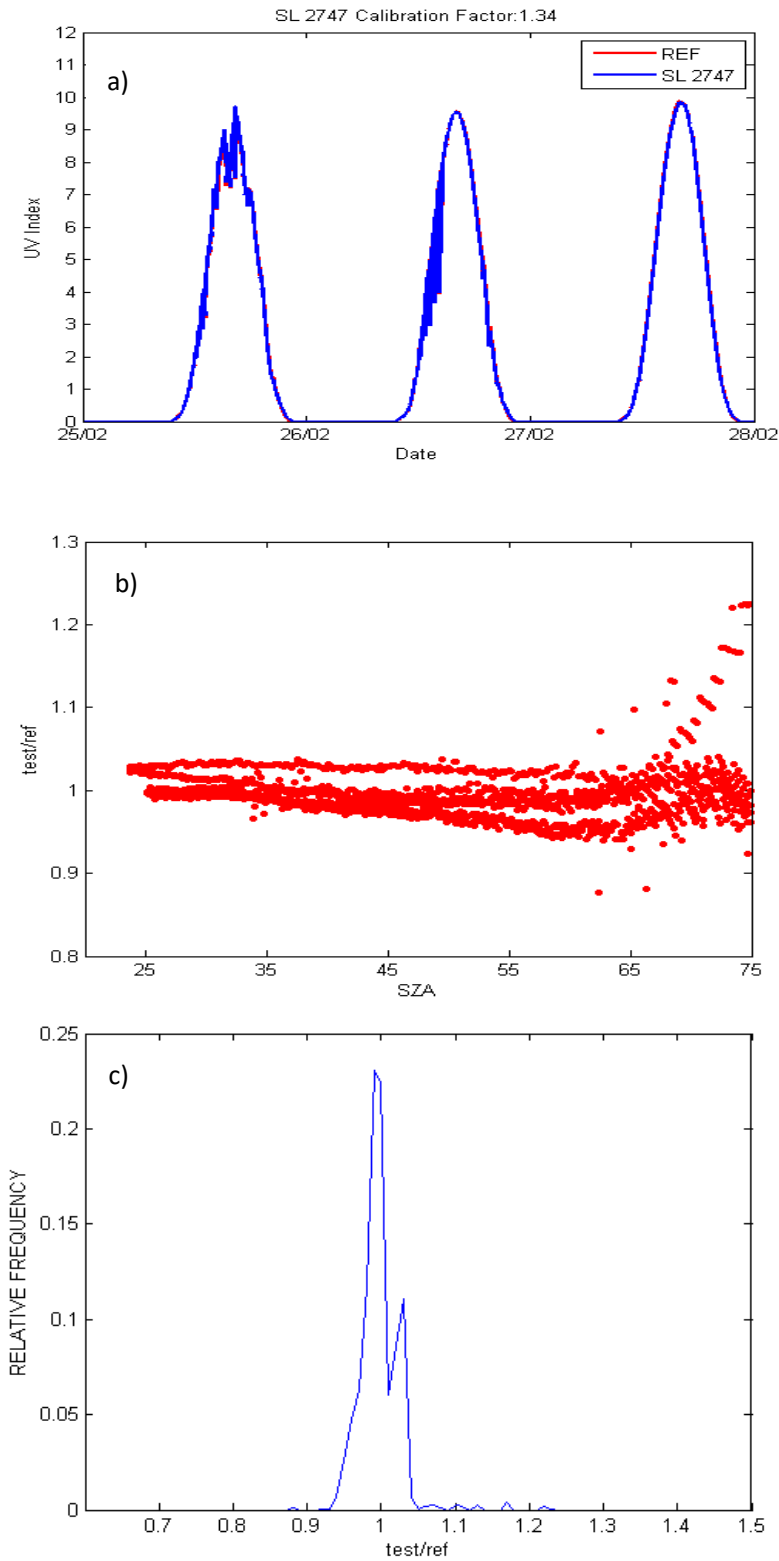 SL 2747 Calibration Factor:1.34
a)
REF
SL 2747
12
11
10
9
8
7
6
5
4
3
2
1
0
UV Index
25/02 26/02 27/02 28/02
Date
b)
1.3
1.2
1.1
1
0.9
0.8
test/ref
25 35 45 55 65 75
SZA
c)
0.25
0.2
0.15
0.1
0.05
0
RELATIVE FREQUENCY
0.7 0.8 0.9 1 1.1 1.2 1.3 1.4 1.5
test/ref